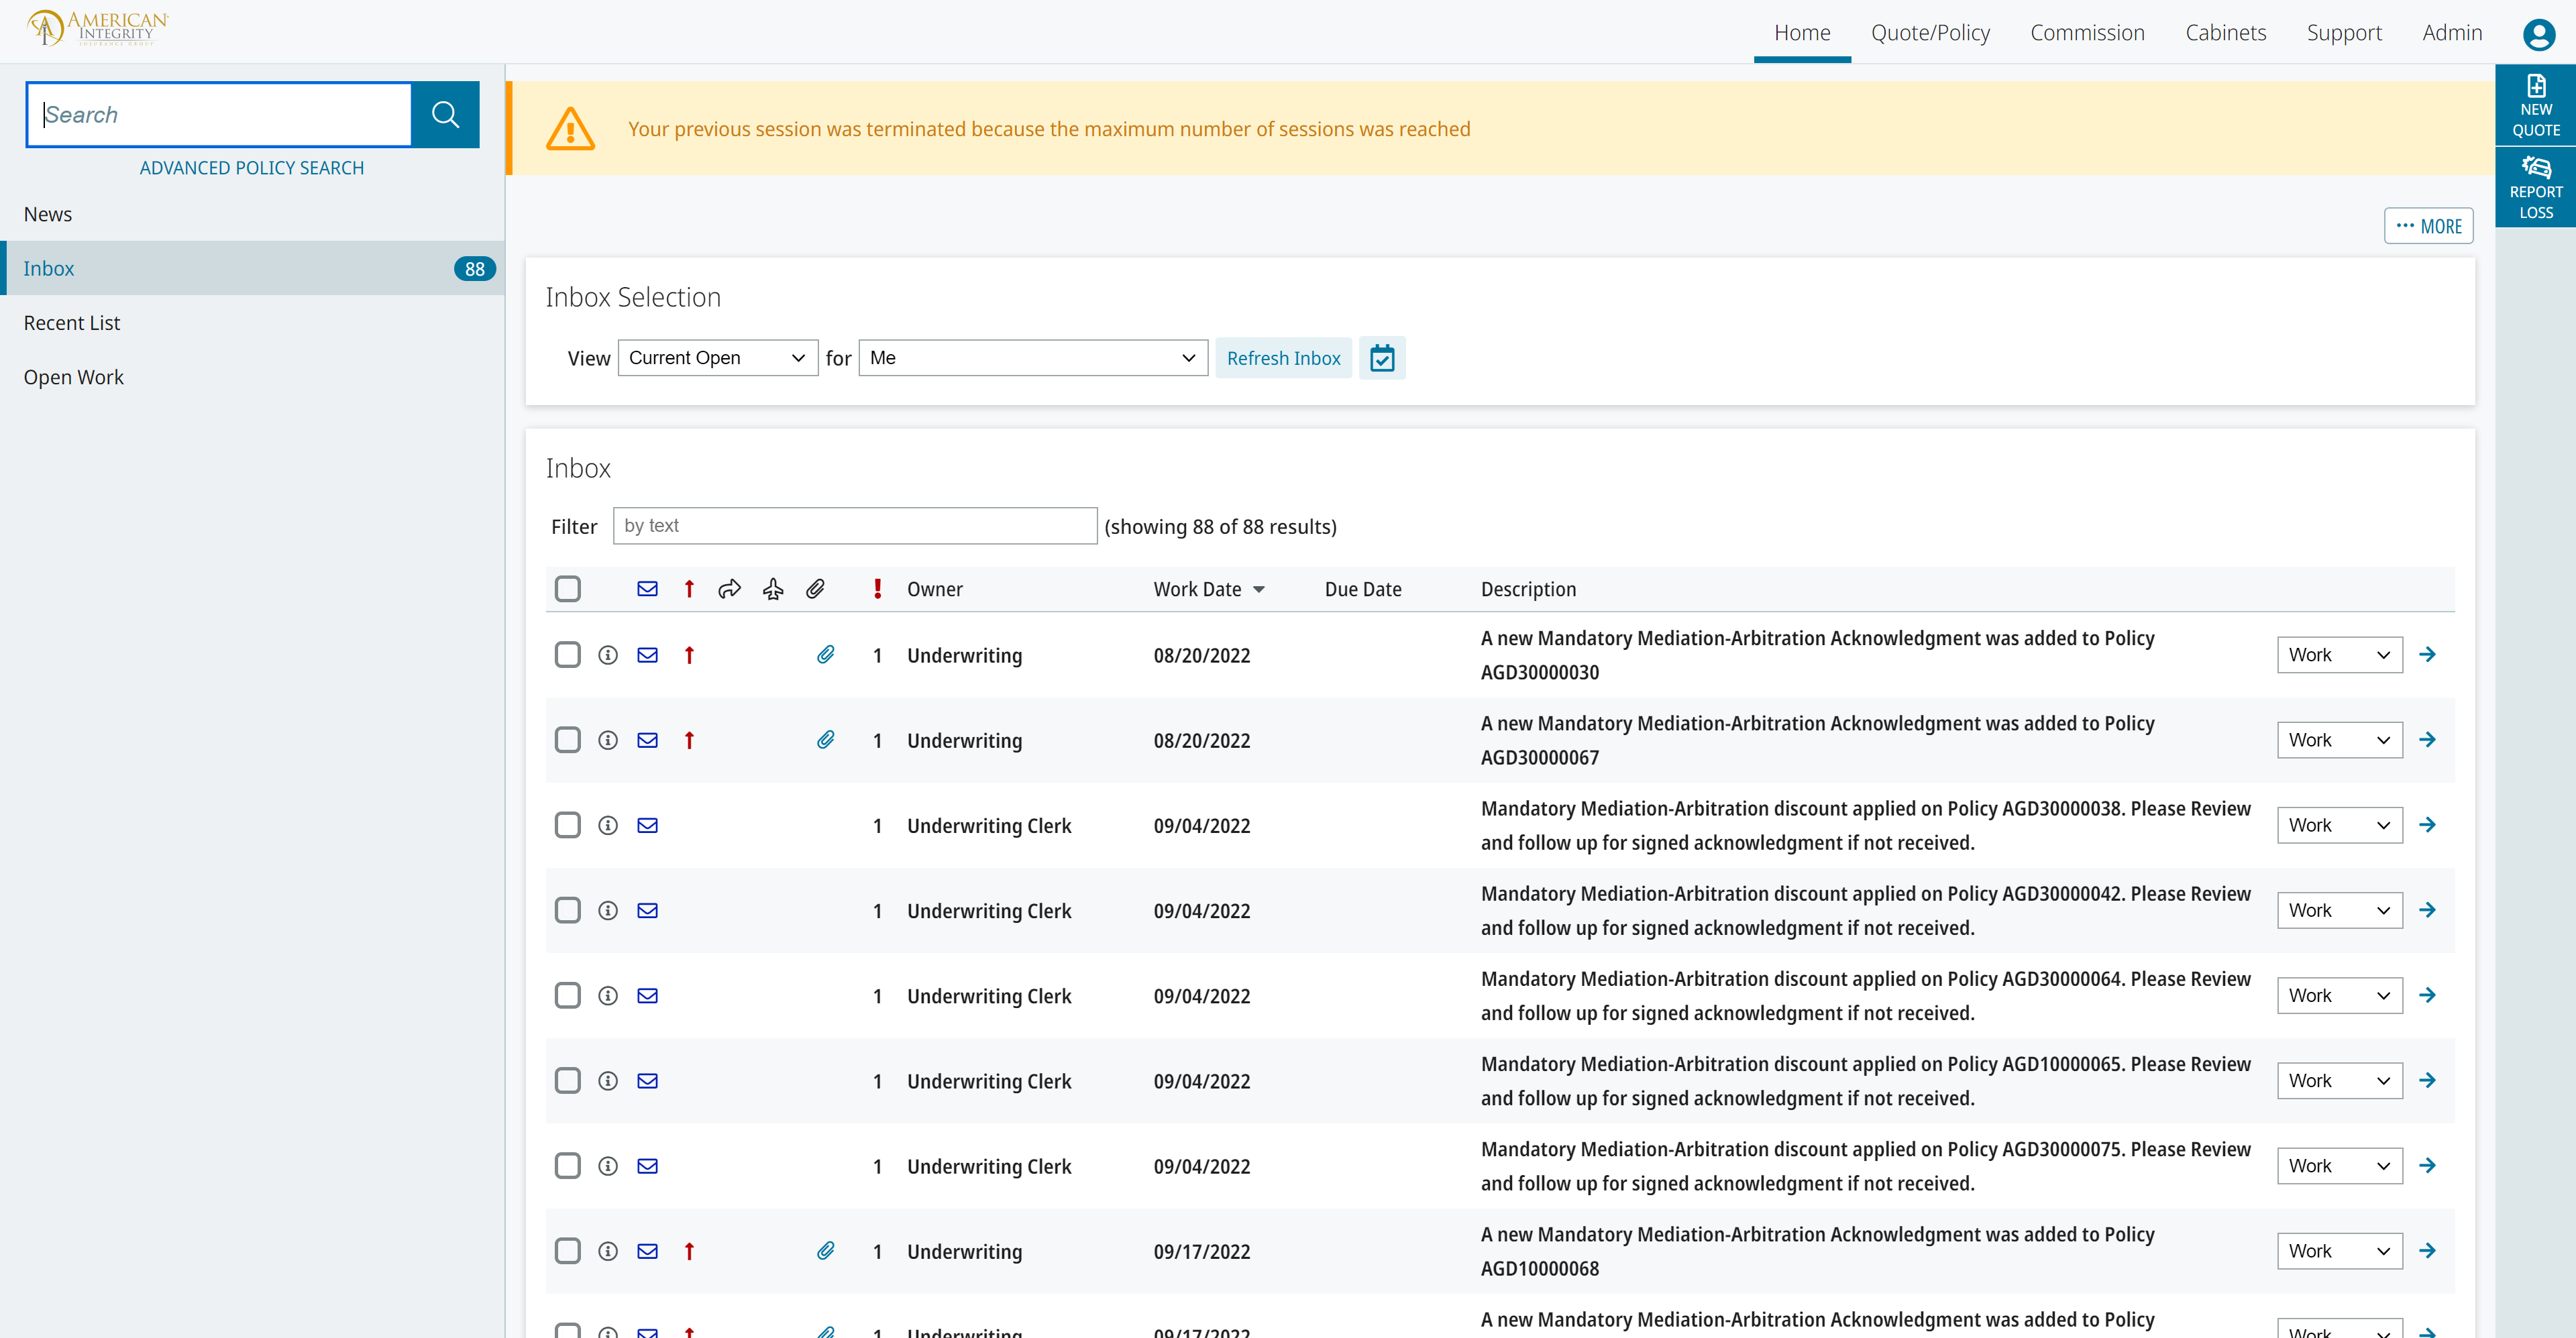 AMERICAN
INTEGRITY
INSURANCE GROUP
Home
Quote/Policy
Commission
Cabinets
Support
Admin
Search
ADVANCED POLICY SEARCH
News
Inbox
88
Recent List
Open Work
Your previous session was terminated because the maximum number of sessions was reached
NEW
QUOTE
REPORT
LOSS
MORE
Inbox Selection
View Current Open for Me Refresh Inbox
Inbox
Filter by text (showing 88 of 88 results)
Owner Work Date Due Date Description
1 Underwriting 08/20/2022 A new Mandatory Mediation-Arbitration Acknowledgment was added to Policy
AGD30000030
Work
1 Underwriting 08/20/2022 A new Mandatory Mediation-Arbitration Acknowledgment was added to Policy
AGD30000067
Work
1 Underwriting Clerk 09/04/2022 Mandatory Mediation-Arbitration discount applied on Policy AGD30000038. Please Review
and follow up for signed acknowledgment if not received.
Work
1 Underwriting Clerk 09/04/2022 Mandatory Mediation-Arbitration discount applied on Policy AGD30000042. Please Review
and follow up for signed acknowledgment if not received.
Work
1 Underwriting Clerk 09/04/2022 Mandatory Mediation-Arbitration discount applied on Policy AGD30000064. Please Review
and follow up for signed acknowledgment if not received.
Work
1 Underwriting Clerk 09/04/2022 Mandatory Mediation-Arbitration discount applied on Policy AGD10000065. Please Review
and follow up for signed acknowledgment if not received.
Work
1 Underwriting Clerk 09/04/2022 Mandatory Mediation-Arbitration discount applied on Policy AGD30000075. Please Review
and follow up for signed acknowledgment if not received.
Work
1 Underwriting 09/17/2022 A new Mandatory Mediation-Arbitration Acknowledgment was added to Policy
AGD10000068
Work
1 Underwriting 09/17/2022 A new Mandatory Mediation-Arbitration Acknowledgment was added to Policy
Work